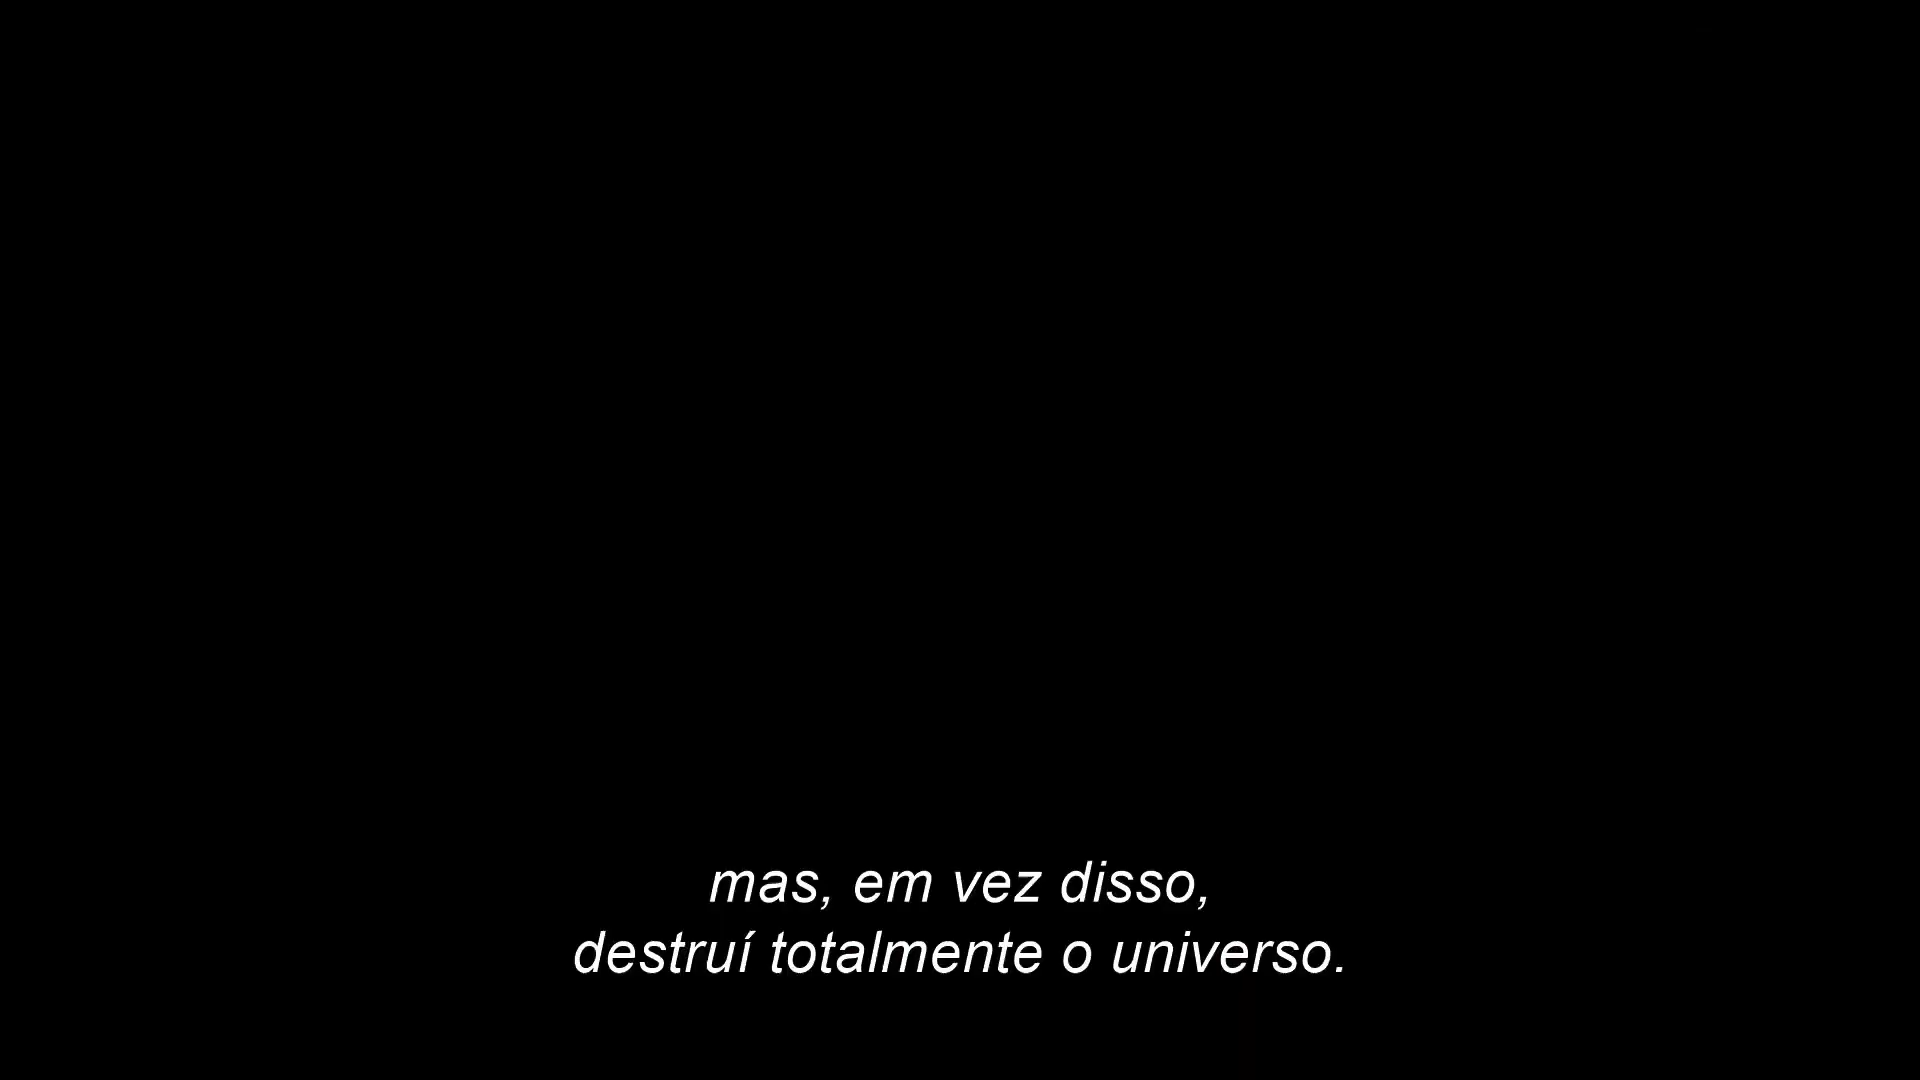 mas, em vez disso,
destruí totalmente o universo.